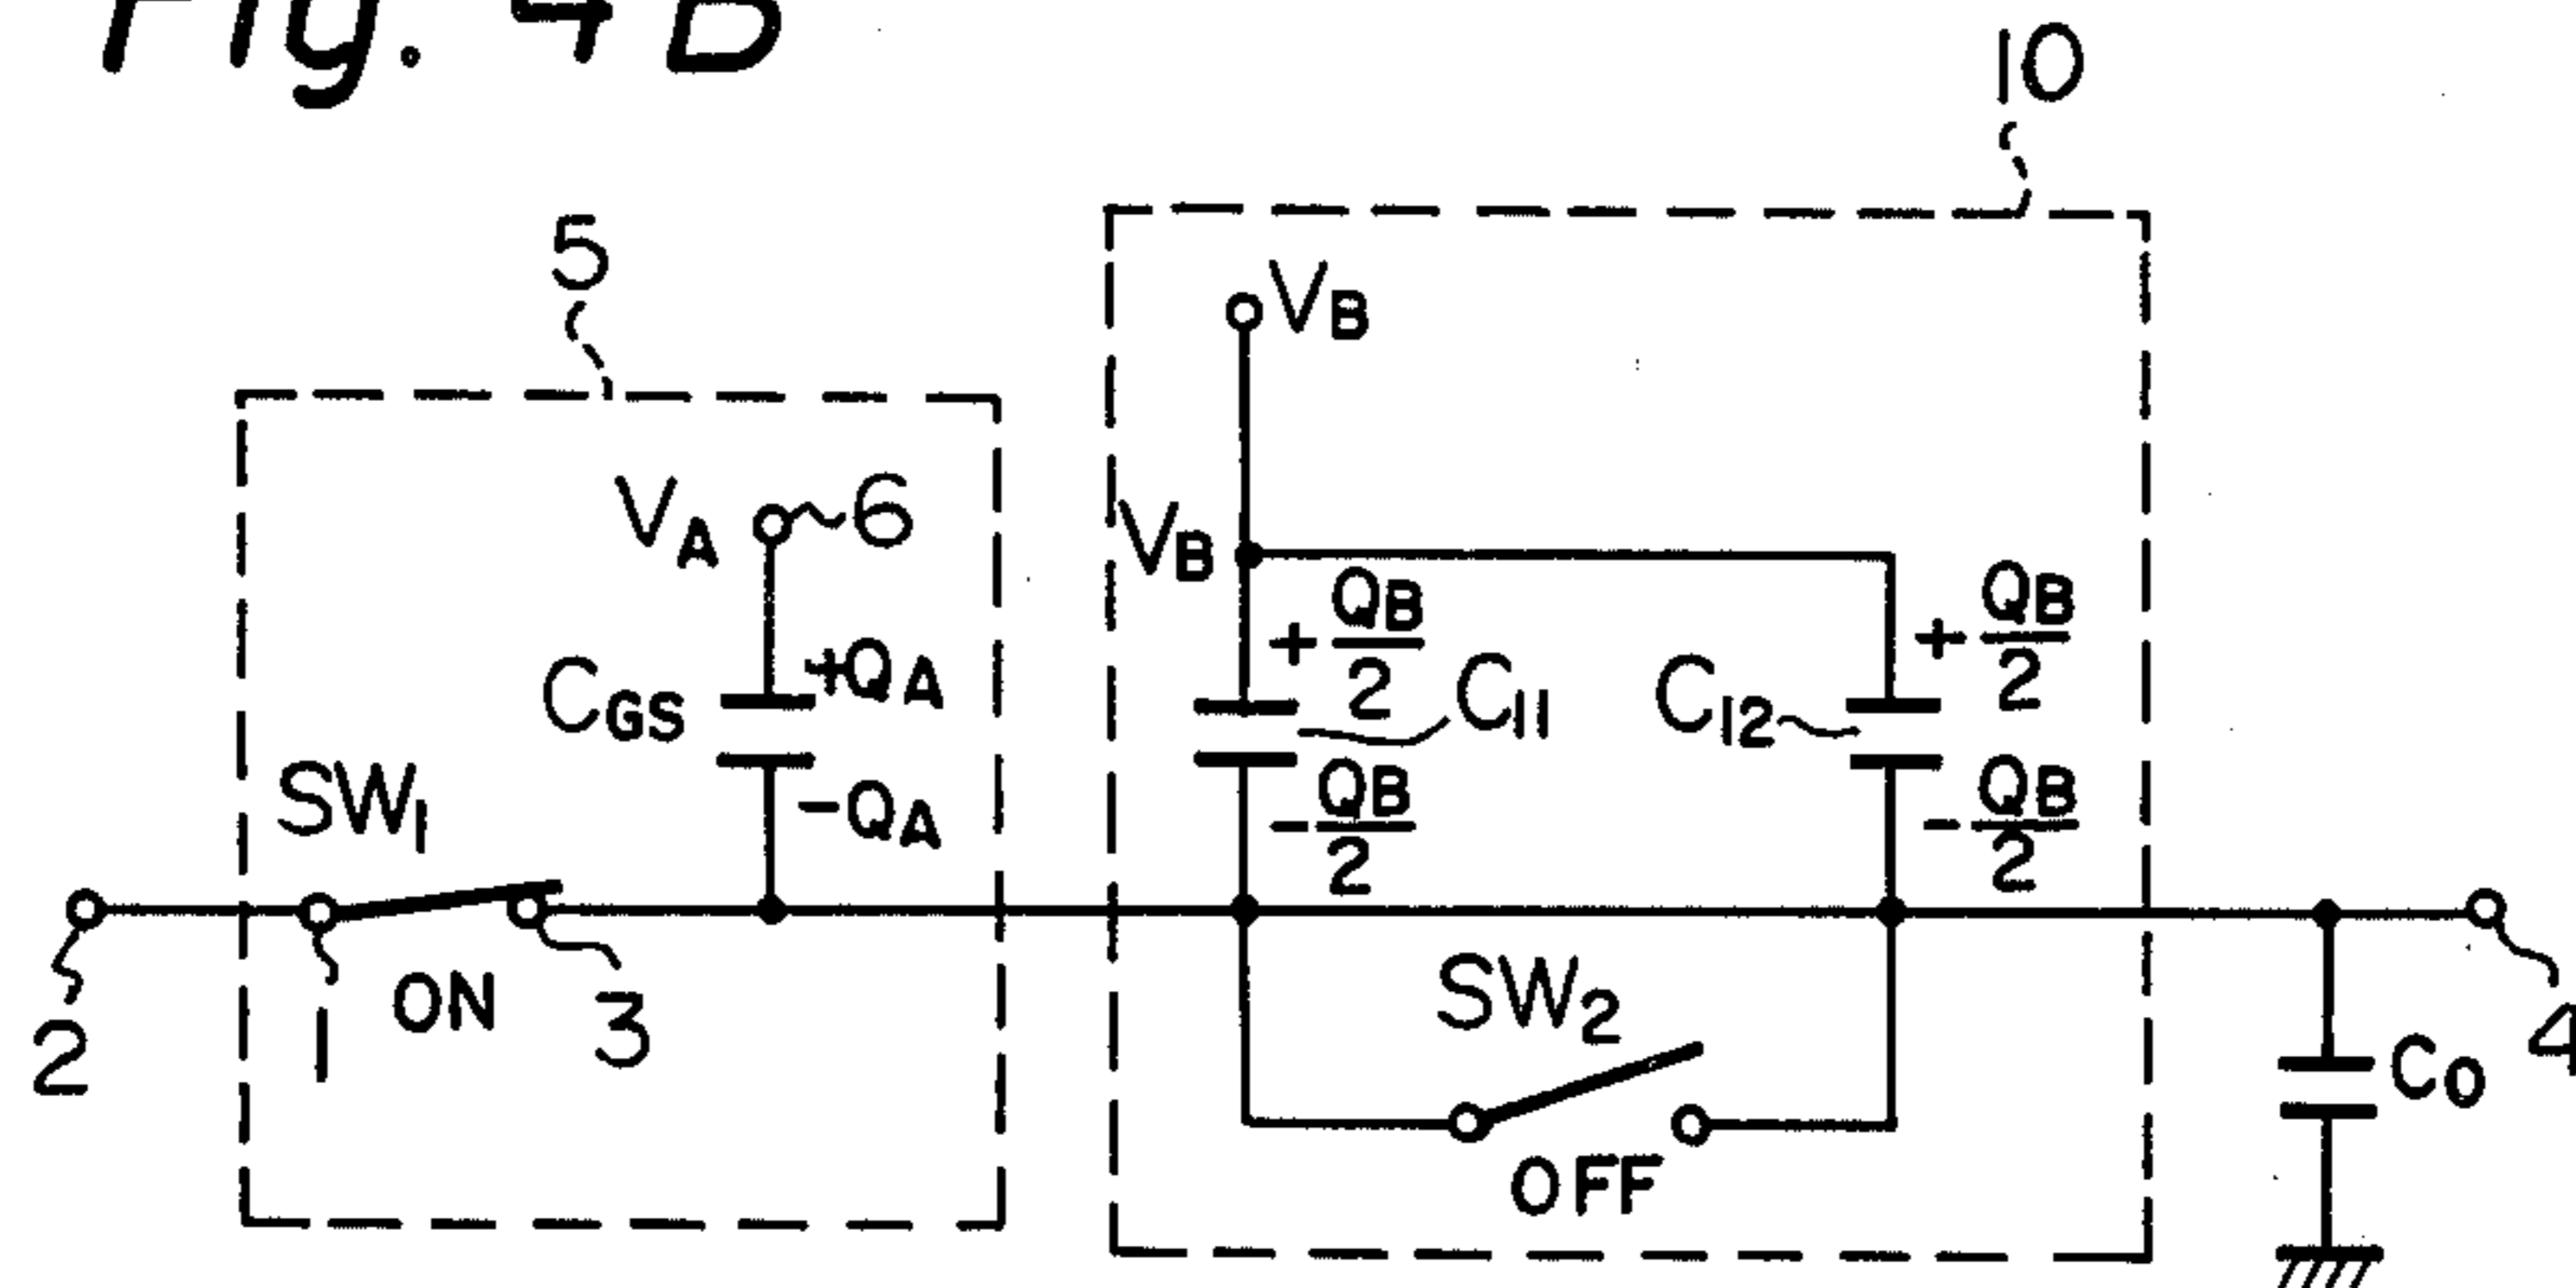 Fig. 4B
10
5
VB
VA
6
VB
+QB/2
+QB/2
CGS
+QA
C11
C12
-QA
-QB/2
-QB/2
SW1
SW2
2
1
ON
3
4
CO
OFF